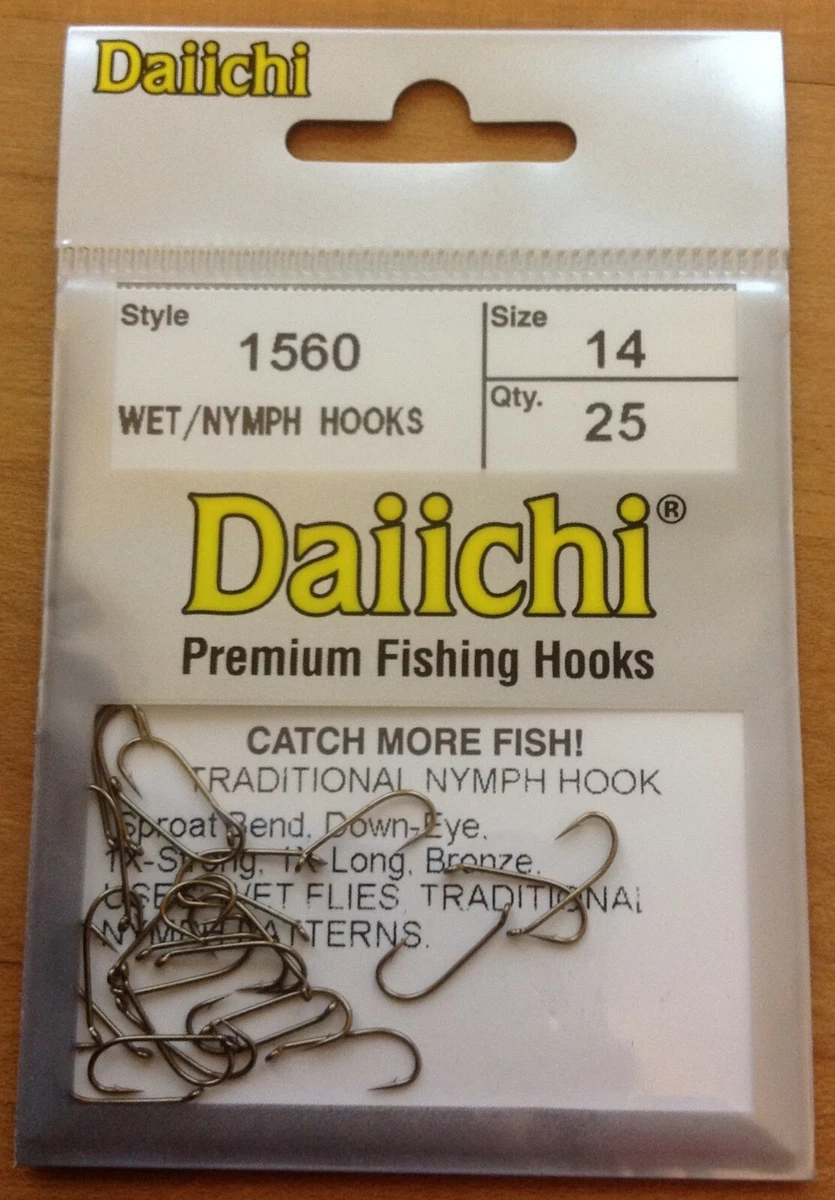 Daiichi
Style
1560
WET/NYMPH HOOKS
Size
14
Qty.
25
Daiichi®
Premium Fishing Hooks
CATCH MORE FISH!
TRADITIONAL NYMPH HOOK
Sproat Bend, Down-Eye,
1X-Strong, 1X-Long, Bronze.
WET FLIES, TRADITIONAL
NYMPH PATTERNS.